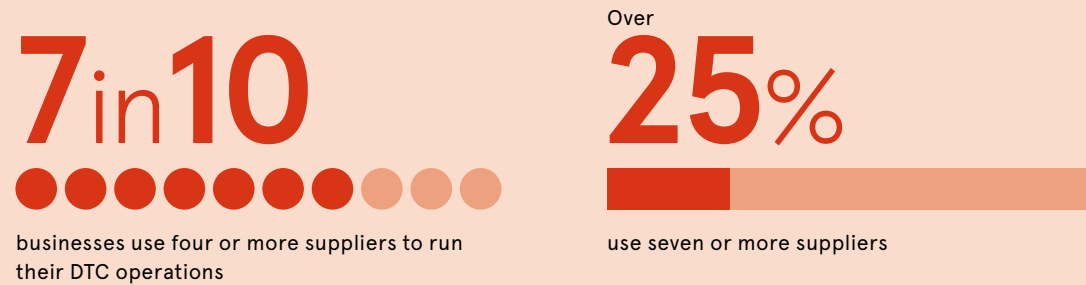 7in10
businesses use four or more suppliers to run
their DTC operations
Over
25%
use seven or more suppliers